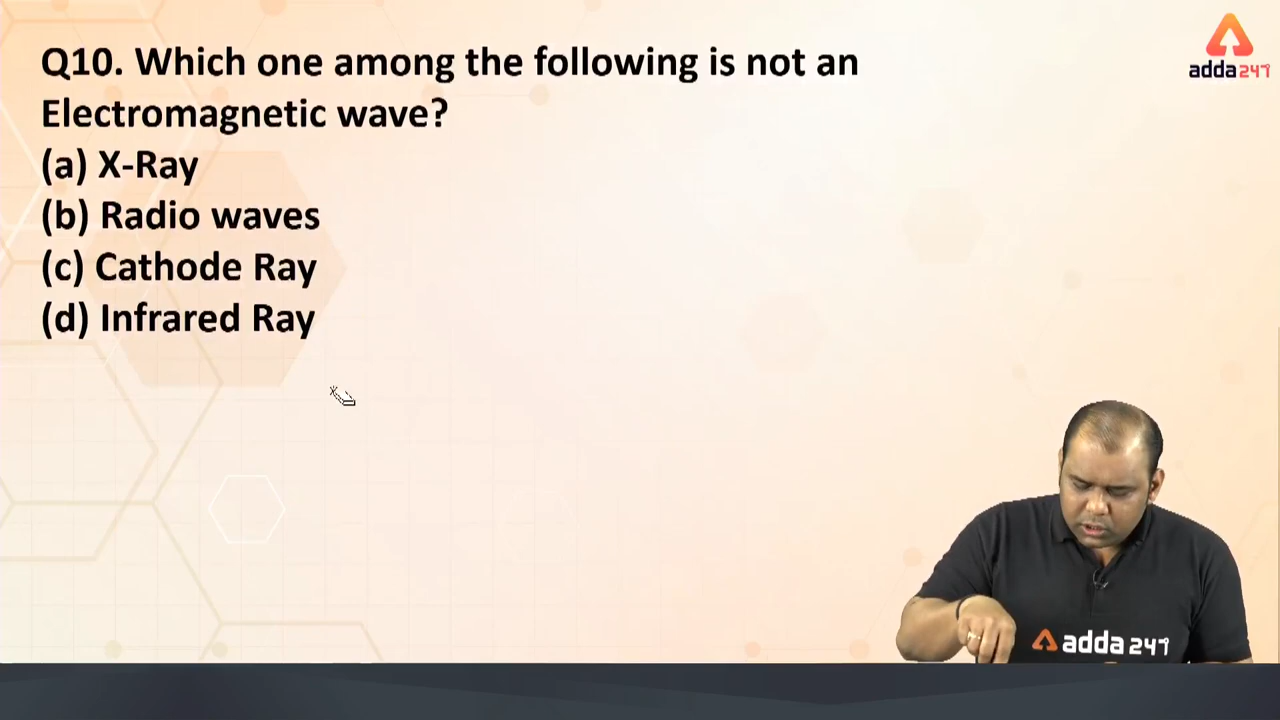 Q10. Which one among the following is not an
Electromagnetic wave?
(a) X-Ray
(b) Radio waves
(c) Cathode Ray
(d) Infrared Ray
adda247
adda247